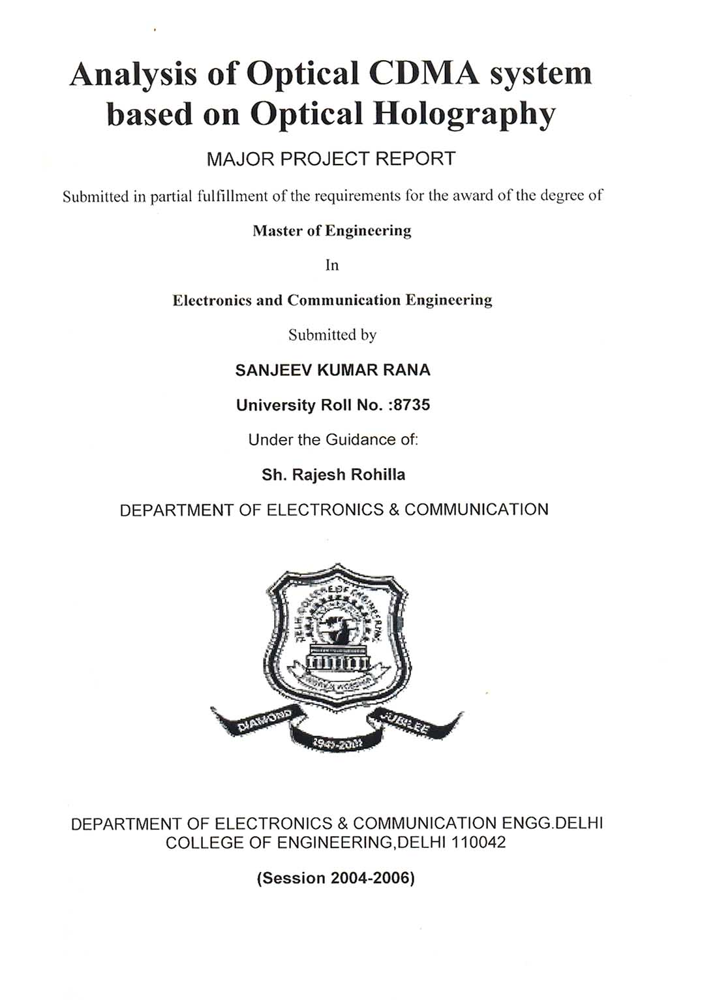 Analysis of Optical CDMA system
based on Optical Holography
MAJOR PROJECT REPORT
Submitted in partial fulfillment of the requirements for the award of the degree of
Master of Engineering
In
Electronics and Communication Engineering
Submitted by
SANJEEV KUMAR RANA
University Roll No. :8735
Under the Guidance of:
Sh. Rajesh Rohilla
DEPARTMENT OF ELECTRONICS & COMMUNICATION
DELHI COLLEGE OF ENGINEERING
DIAMOND
JUBILEE
DEPARTMENT OF ELECTRONICS & COMMUNICATION ENGG.DELHI
COLLEGE OF ENGINEERING,DELHI 110042
(Session 2004-2006)